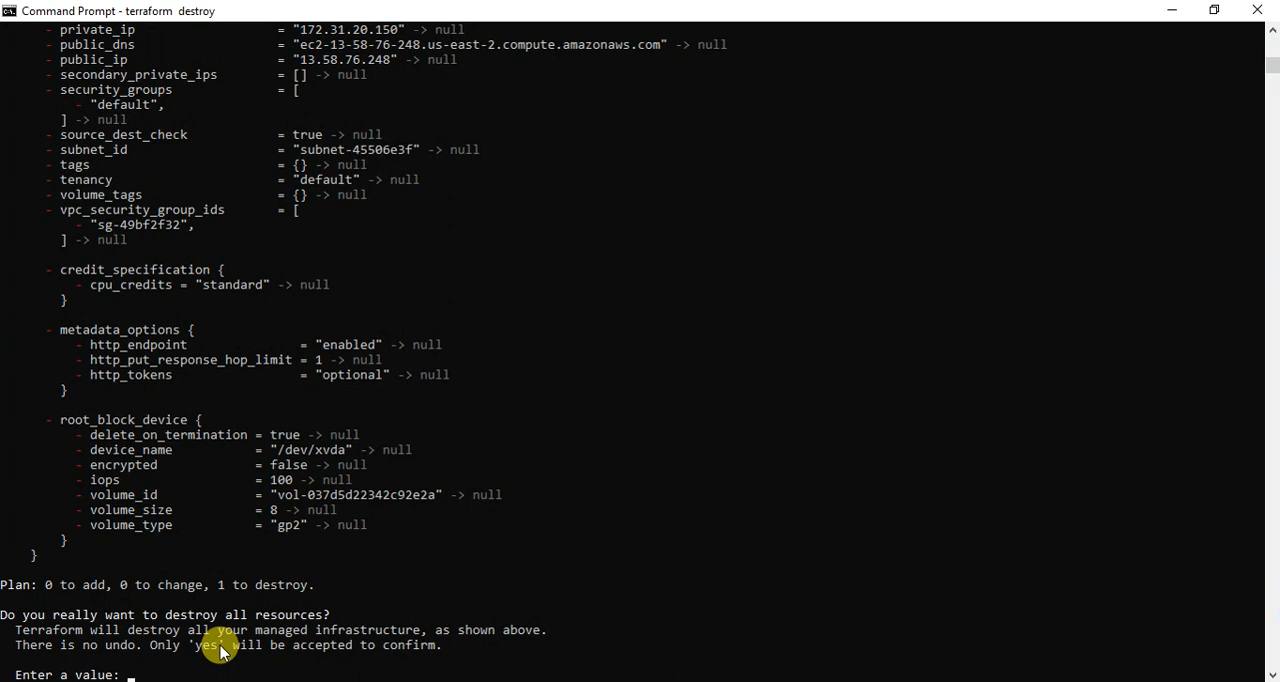 Command Prompt - terraform  destroy
- private_ip                   = "172.31.20.150" -> null
- public_dns                   = "ec2-13-58-76-248.us-east-2.compute.amazonaws.com" -> null
- public_ip                    = "13.58.76.248" -> null
- secondary_private_ips        = [] -> null
- security_groups              = [
- "default",
] -> null
- source_dest_check            = true -> null
- subnet_id                    = "subnet-45506e3f" -> null
- tags                         = {} -> null
- tenancy                      = "default" -> null
- volume_tags                  = {} -> null
- vpc_security_group_ids       = [
- "sg-49bf2f32",
] -> null
- credit_specification {
- cpu_credits = "standard" -> null
}
- metadata_options {
- http_endpoint               = "enabled" -> null
- http_put_response_hop_limit = 1 -> null
- http_tokens                 = "optional" -> null
}
- root_block_device {
- delete_on_termination = true -> null
- device_name           = "/dev/xvda" -> null
- encrypted             = false -> null
- iops                  = 100 -> null
- volume_id             = "vol-037d5d22342c92e2a" -> null
- volume_size           = 8 -> null
- volume_type           = "gp2" -> null
}
}
Plan: 0 to add, 0 to change, 1 to destroy.
Do you really want to destroy all resources?
Terraform will destroy all your managed infrastructure, as shown above.
There is no undo. Only 'yes' will be accepted to confirm.
Enter a value: